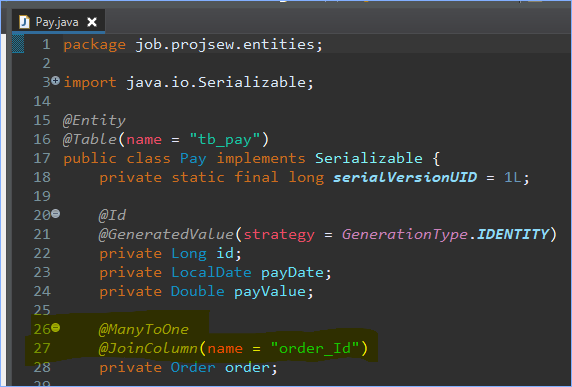 Pay.java
1 package job.projsew.entities;
2
3 import java.io.Serializable;
14
15 @Entity
16 @Table(name = "tb_pay")
17 public class Pay implements Serializable {
18 private static final long serialVersionUID = 1L;
19
20 @Id
21 @GeneratedValue(strategy = GenerationType.IDENTITY)
22 private Long id;
23 private LocalDate payDate;
24 private Double payValue;
25
26 @ManyToOne
27 @JoinColumn(name = "order_Id")
28 private Order order;